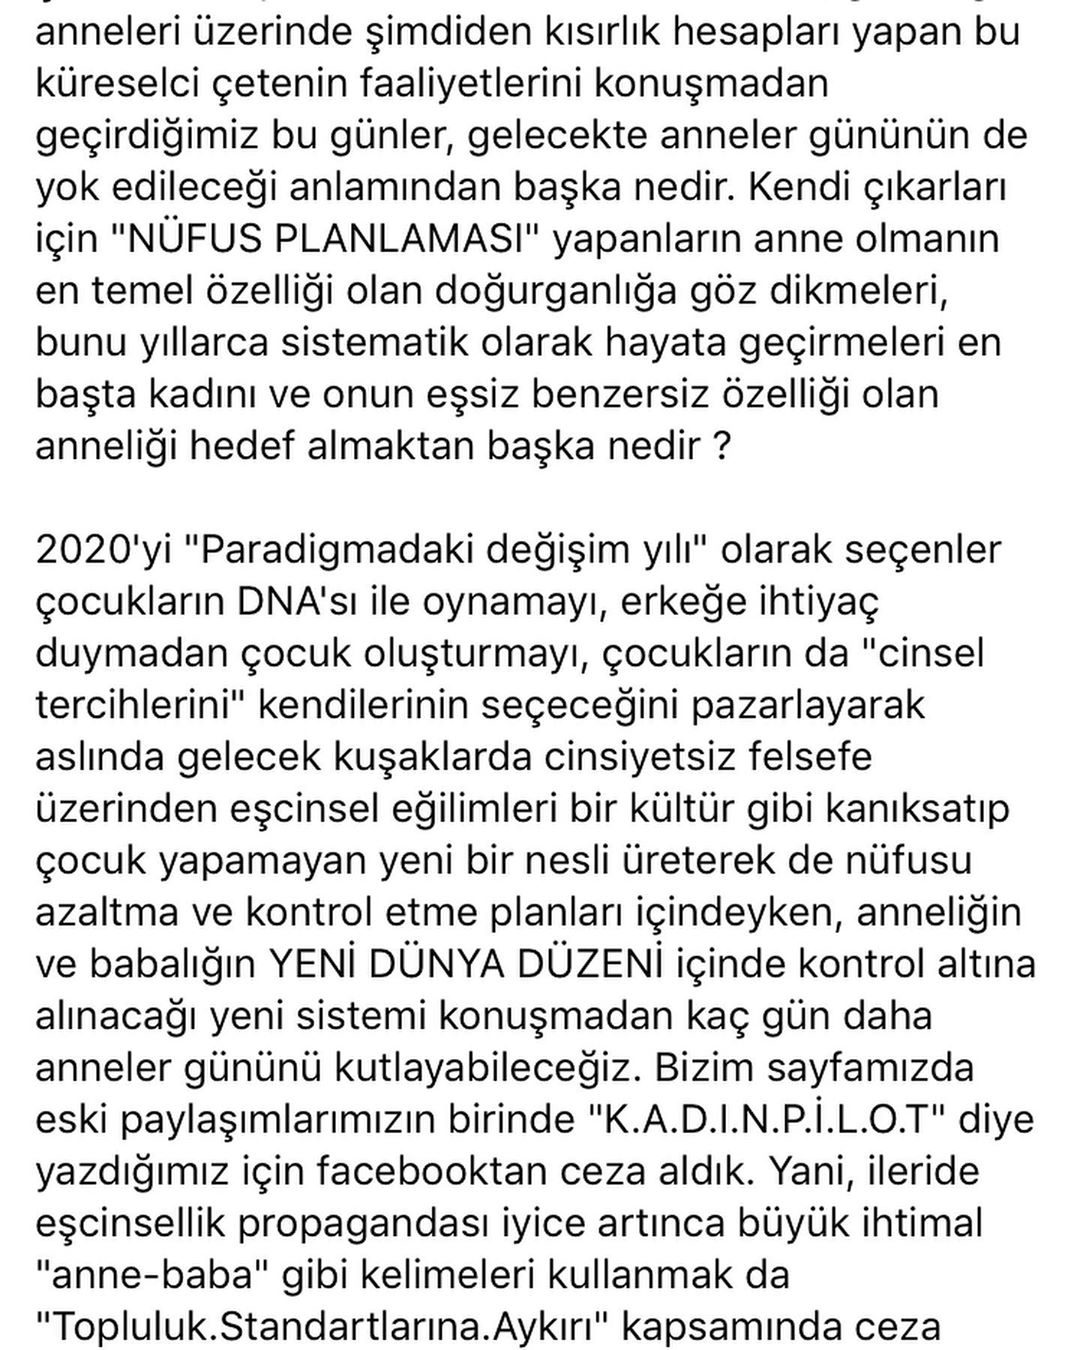 anneleri üzerinde şimdiden kısırlık hesapları yapan bu
küreselci çetenin faaliyetlerini konuşmadan
geçirdiğimiz bu günler, gelecekte anneler gününün de
yok edileceği anlamından başka nedir. Kendi çıkarları
için "NÜFUS PLANLAMASI" yapanların anne olmanın
en temel özelliği olan doğurganlığa göz dikmeleri,
bunu yıllarca sistematik olarak hayata geçirmeleri en
başta kadını ve onun eşsiz benzersiz özelliği olan
anneliği hedef almaktan başka nedir ?
2020'yi "Paradigmadaki değişim yılı" olarak seçenler
çocukların DNA'sı ile oynamayı, erkeğe ihtiyaç
duymadan çocuk oluşturmayı, çocukların da "cinsel
tercihlerini" kendilerinin seçeceğini pazarlayarak
aslında gelecek kuşaklarda cinsiyetsiz felsefe
üzerinden eşcinsel eğilimleri bir kültür gibi kanıksatıp
çocuk yapamayan yeni bir nesli üreterek de nüfusu
azaltma ve kontrol etme planları içindeyken, anneliğin
ve babalığın YENİ DÜNYA DÜZENİ içinde kontrol altına
alınacağı yeni sistemi konuşmadan kaç gün daha
anneler gününü kutlayabileceğiz. Bizim sayfamızda
eski paylaşımlarımızın birinde "K.A.D.I.N.P.İ.L.O.T" diye
yazdığımız için facebooktan ceza aldık. Yani, ileride
eşcinsellik propagandası iyice artınca büyük ihtimal
"anne-baba" gibi kelimeleri kullanmak da
"Topluluk.Standartlarına.Aykırı" kapsamında ceza